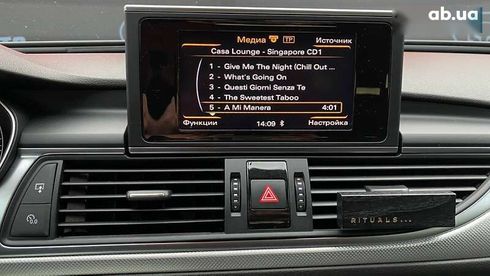 ab.ua
Медиа TP Источник
Casa Lounge - Singapore CD1
1 - Give Me The Night (Chill Out ...
2 - What's Going On
3 - Questi Giorni Senza Te
4 - The Sweetest Taboo
5 - A Mi Manera 4:01
Функции 14:09 Настройка
RITUALS...